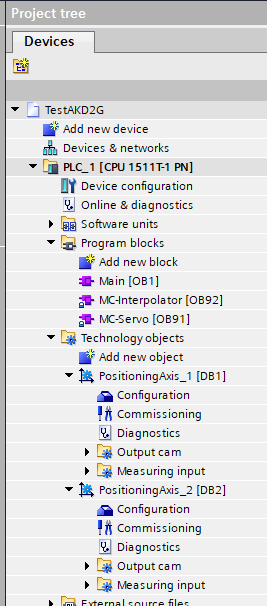 Project tree
Devices
TestAKD2G
Add new device
Devices & networks
PLC_1 [CPU 1511T-1 PN]
Device configuration
Online & diagnostics
Software units
Program blocks
Add new block
Main [OB1]
MC-Interpolator [OB92]
MC-Servo [OB91]
Technology objects
Add new object
PositioningAxis_1 [DB1]
Configuration
Commissioning
Diagnostics
Output cam
Measuring input
PositioningAxis_2 [DB2]
Configuration
Commissioning
Diagnostics
Output cam
Measuring input
External source files